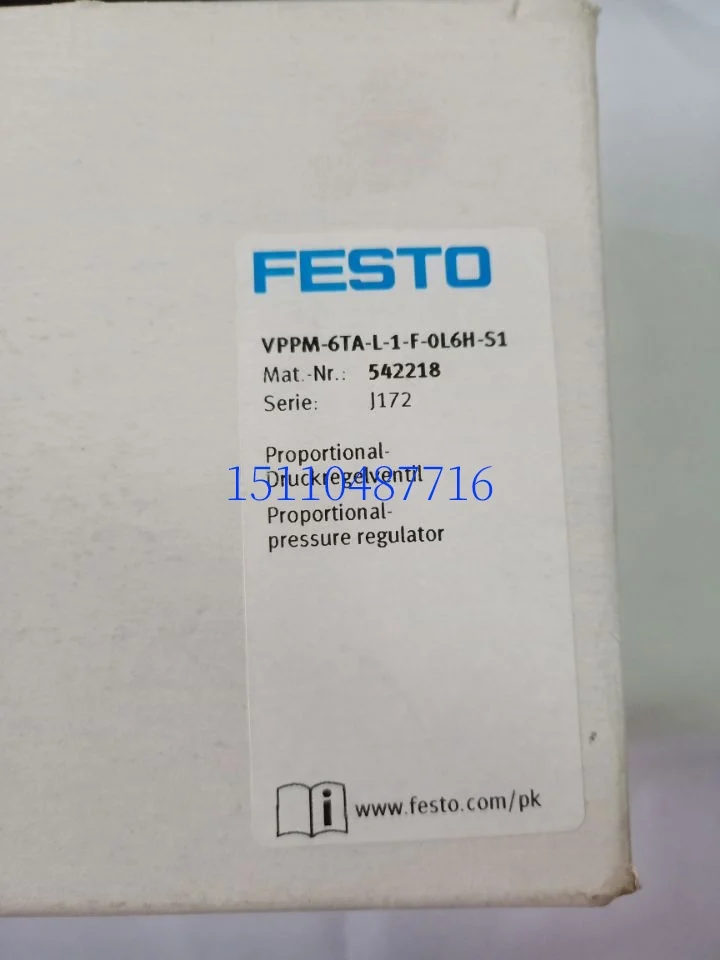 FESTO
VPPM-6TA-L-1-F-0L6H-S1
Mat.-Nr.: 542218
Serie: J172
Proportional-
Druckregelventil
15110487716
Proportional-
pressure regulator
i www.festo.com/pk